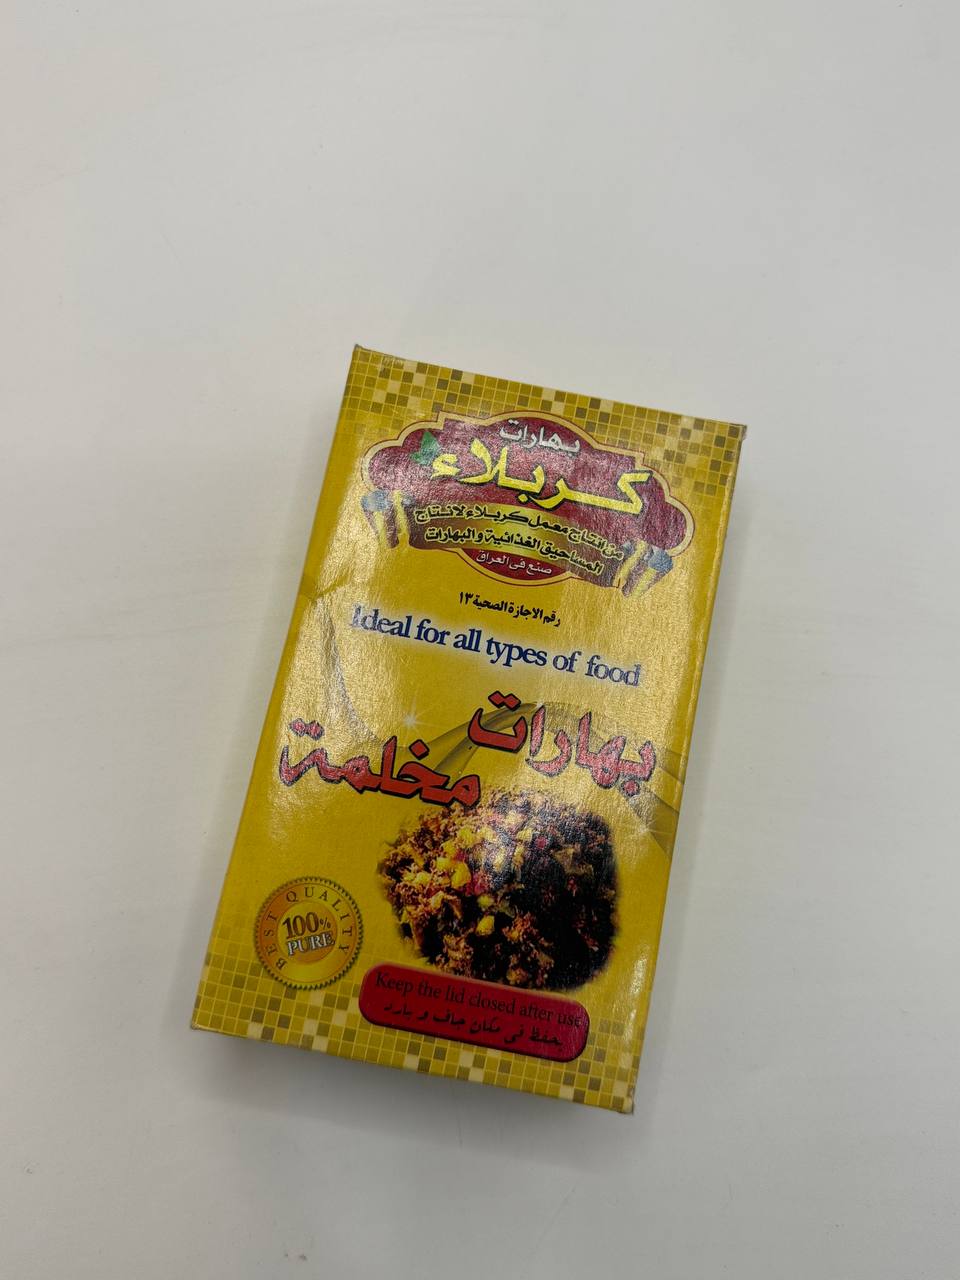 بهارات
كربلاء
من انتاج معمل كربلاء لانتاج
المساحيق الغذائية والبهارات
صنع في العراق
رقم الاجازة الصحية ١٣
Ideal for all types of food
بهارات
مخلمة
BEST QUALITY
100%
PURE
Keep the lid closed after use
يحفظ في مكان جاف و بارد